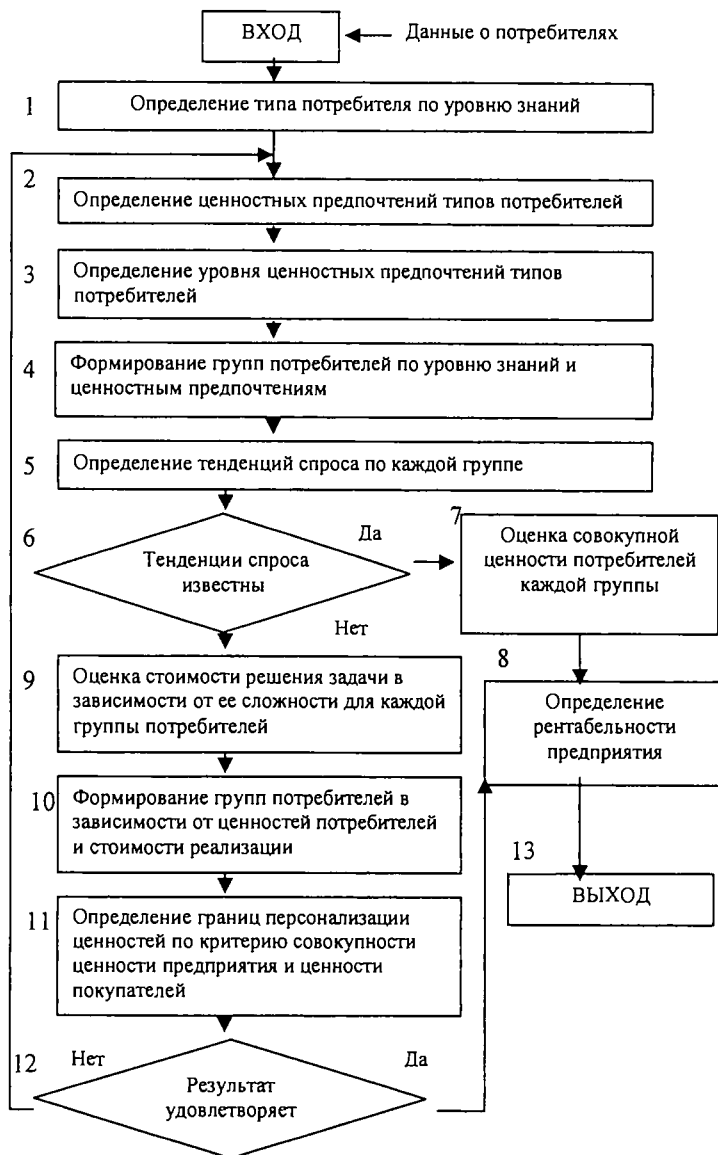 ВХОД
Данные о потребителях
1
Определение типа потребителя по уровню знаний
2
Определение ценностных предпочтений типов потребителей
3
Определение уровня ценностных предпочтений типов
потребителей
4
Формирование групп потребителей по уровню знаний и
ценностным предпочтениям
5
Определение тенденций спроса по каждой группе
6
Тенденции спроса
известны
Да
Нет
7
Оценка совокупной
ценности потребителей
каждой группы
8
Определение
рентабельности
предприятия
9
Оценка стоимости решения задачи в
зависимости от ее сложности для каждой
группы потребителей
10
Формирование групп потребителей в
зависимости от ценностей потребителей
и стоимости реализации
11
Определение границ персонализации
ценностей по критерию совокупности
ценности предприятия и ценности
покупателей
12
Нет
Да
Результат
удовлетворяет
13
ВЫХОД